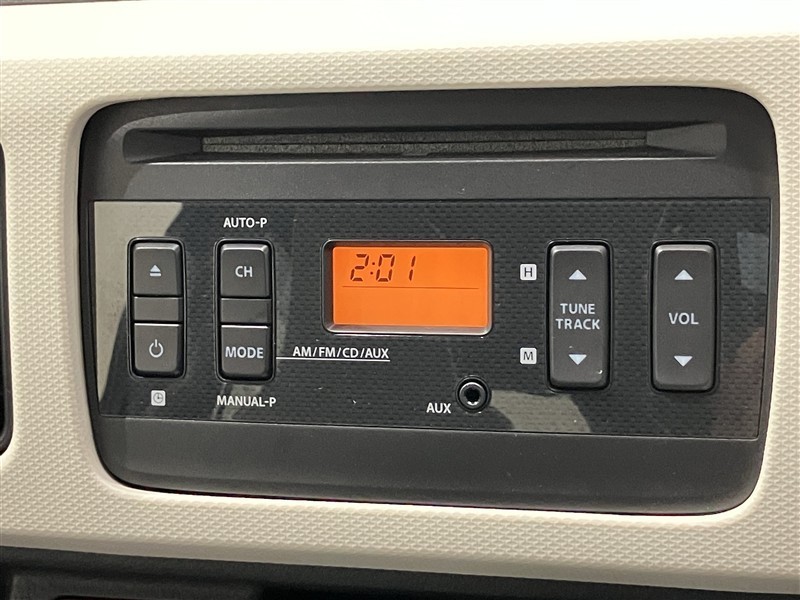 AUTO-P
CH
2:01
H
TUNE
TRACK
VOL
MODE
AM/FM/CD/AUX
M
MANUAL-P
AUX